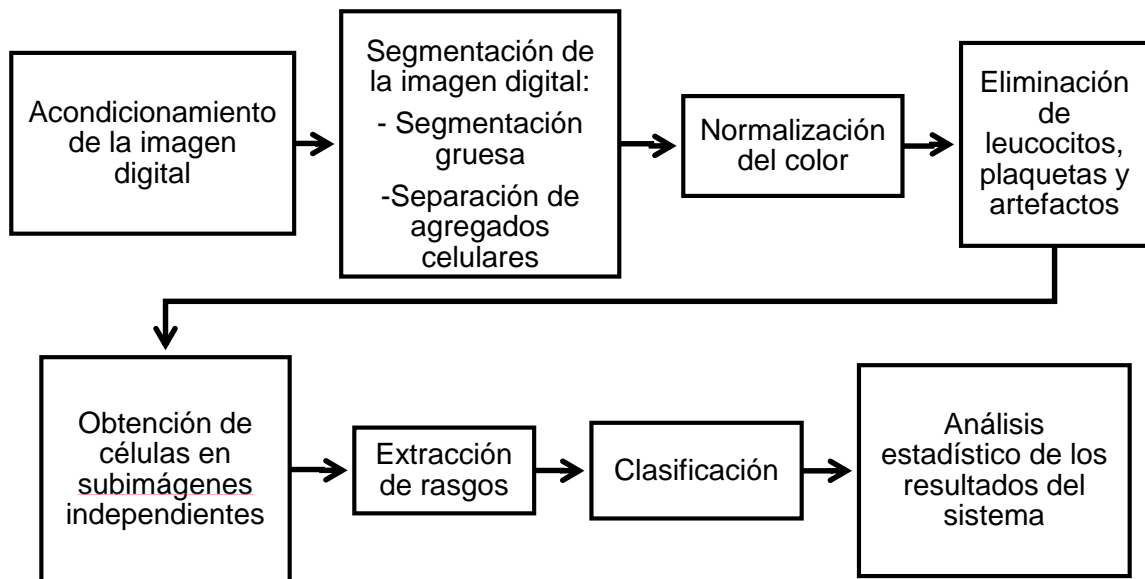 Acondicionamiento
de la imagen
digital
Segmentación de
la imagen digital:
- Segmentación
gruesa
-Separación de
agregados
celulares
Normalización
del color
Eliminación
de
leucocitos,
plaquetas y
artefactos
Obtención de
células en
subimágenes
independientes
Extracción
de rasgos
Clasificación
Análisis
estadístico de los
resultados del
sistema